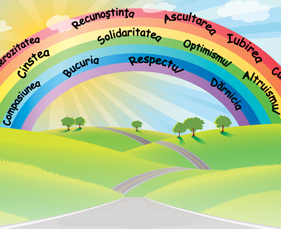 Recunoștința Ascultarea Iubirea
Cinstea Solidaritatea Optimismul Altruismul
Compasiunea Bucuria Respectul Dărnicia